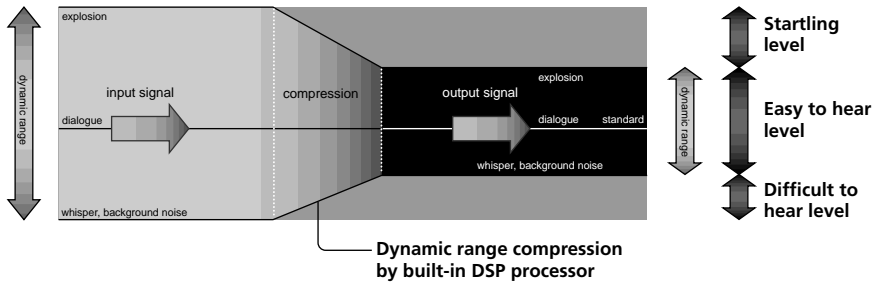 explosion
Startling
level
explosion
dynamic range
input signal
compression
output signal
dynamic range
Easy to hear
level
dialogue
dialogue
standard
whisper, background noise
Difficult to
hear level
whisper, background noise
Dynamic range compression
by built-in DSP processor